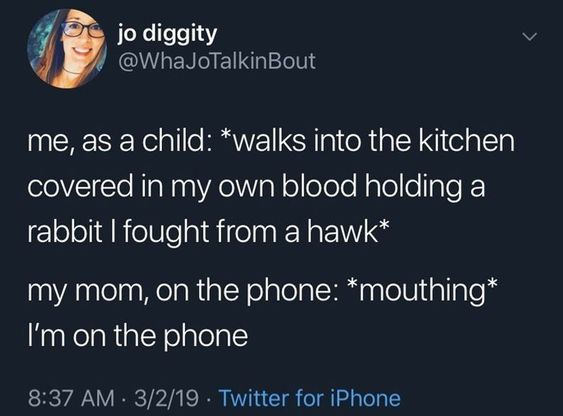 jo diggity
@WhaJoTalkinBout
me, as a child: *walks into the kitchen
covered in my own blood holding a
rabbit I fought from a hawk*
my mom, on the phone: *mouthing*
I'm on the phone
8:37 AM · 3/2/19 · Twitter for iPhone